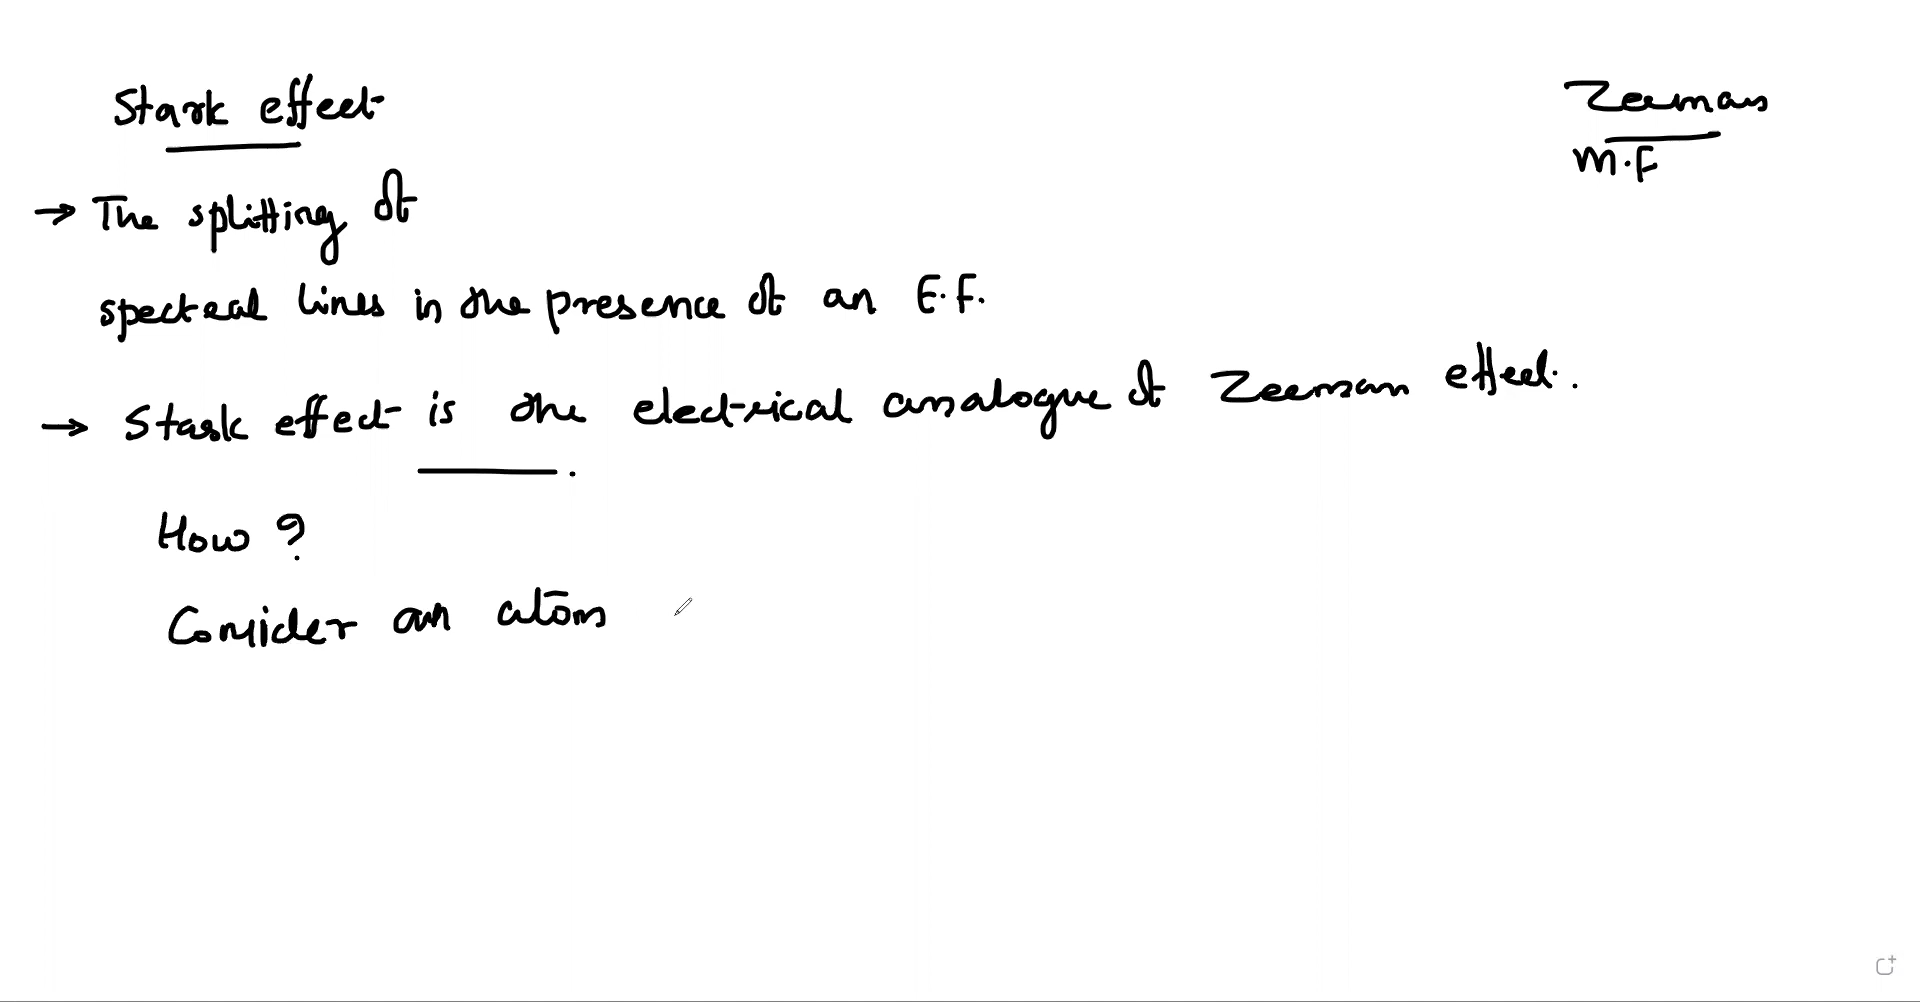 Stark effect
Zeeman
M.F
→ The splitting of
spectral lines in the presence of an E.F.
→ Stark effect is the electrical analogue of Zeeman effect.
How ?
Consider an atom